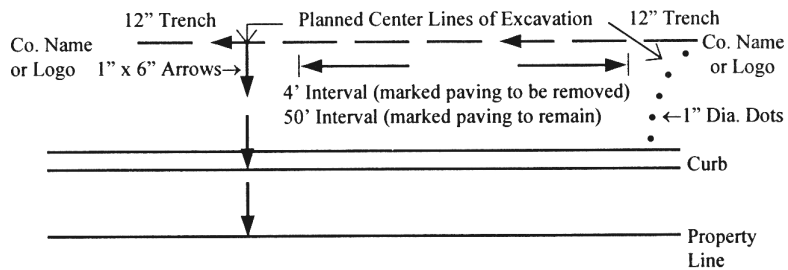 12” Trench
Planned Center Lines of Excavation
12” Trench
Co. Name
or Logo
Co. Name
or Logo
1” x 6” Arrows
4’ Interval (marked paving to be removed)
50’ Interval (marked paving to remain)
1” Dia. Dots
Curb
Property
Line